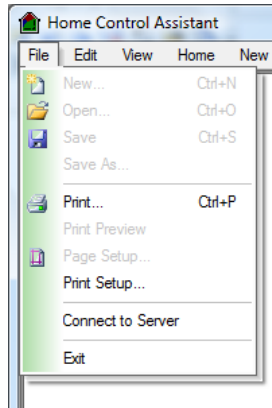 Home Control Assistant
File Edit View Home New
New... Ctrl+N
Open... Ctrl+O
Save Ctrl+S
Save As...
Print... Ctrl+P
Print Preview
Page Setup...
Print Setup...
Connect to Server
Exit